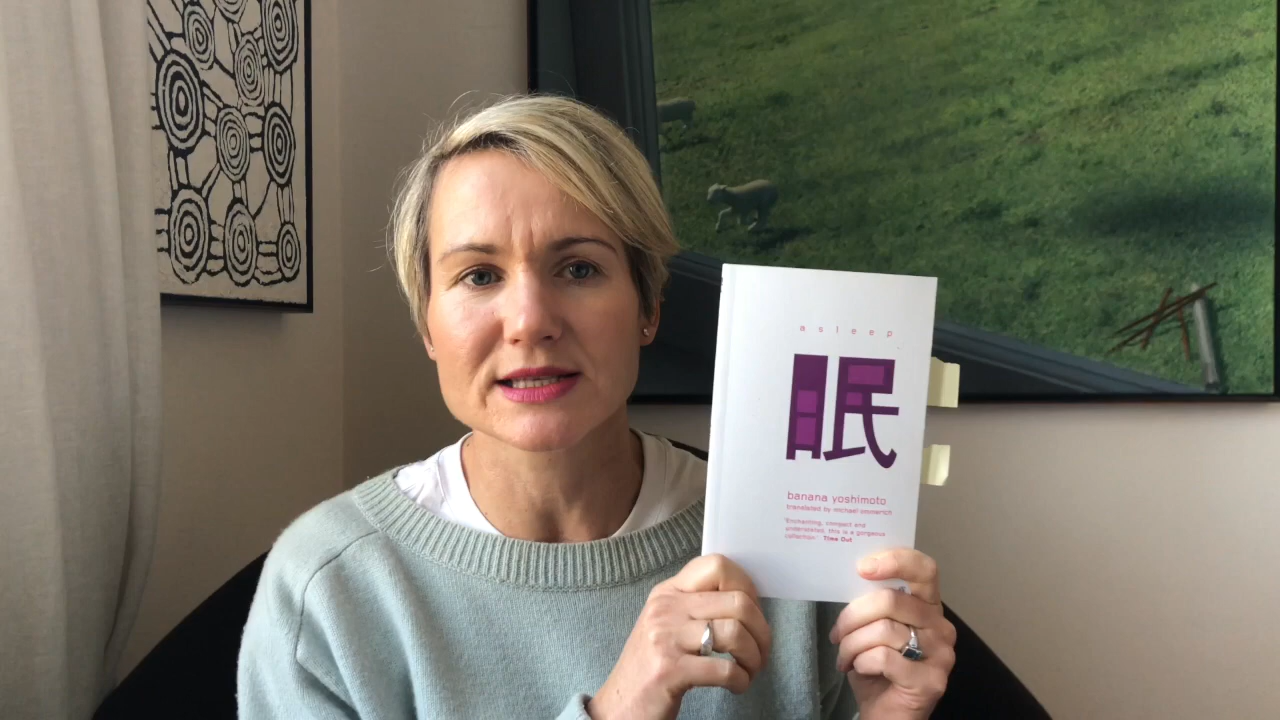 asleep
眠
banana yoshimoto
translated by michael emmerich
'Enchanting, compact and
understated, this is a gorgeous
collection.' Time Out